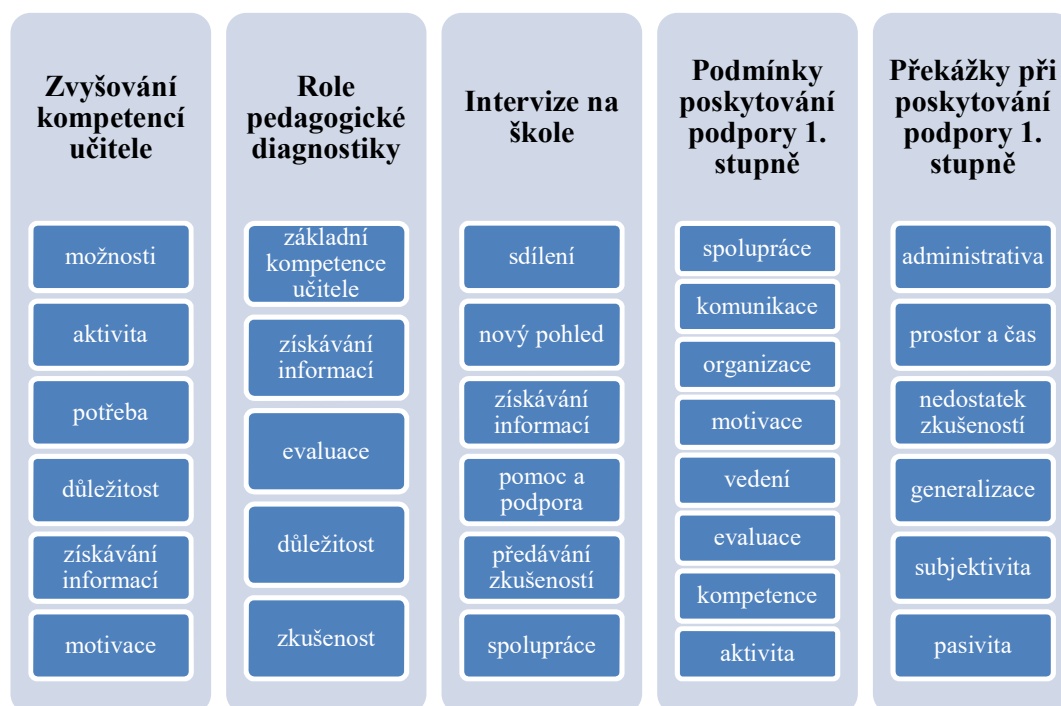 Zvyšování
kompetencí
učitele
možnosti
aktivita
potřeba
důležitost
získávání
informací
motivace
Role
pedagogické
diagnostiky
základní
kompetence
učitele
získávání
informací
evaluace
důležitost
zkušenost
Intervize na
škole
sdílení
nový pohled
získávání
informací
pomoc a
podpora
předávání
zkušeností
spolupráce
Podmínky
poskytování
podpory 1.
stupně
spolupráce
komunikace
organizace
motivace
vedení
evaluace
kompetence
aktivita
Překážky při
poskytování
podpory 1.
stupně
administrativa
prostor a čas
nedostatek
zkušeností
generalizace
subjektivita
pasivita